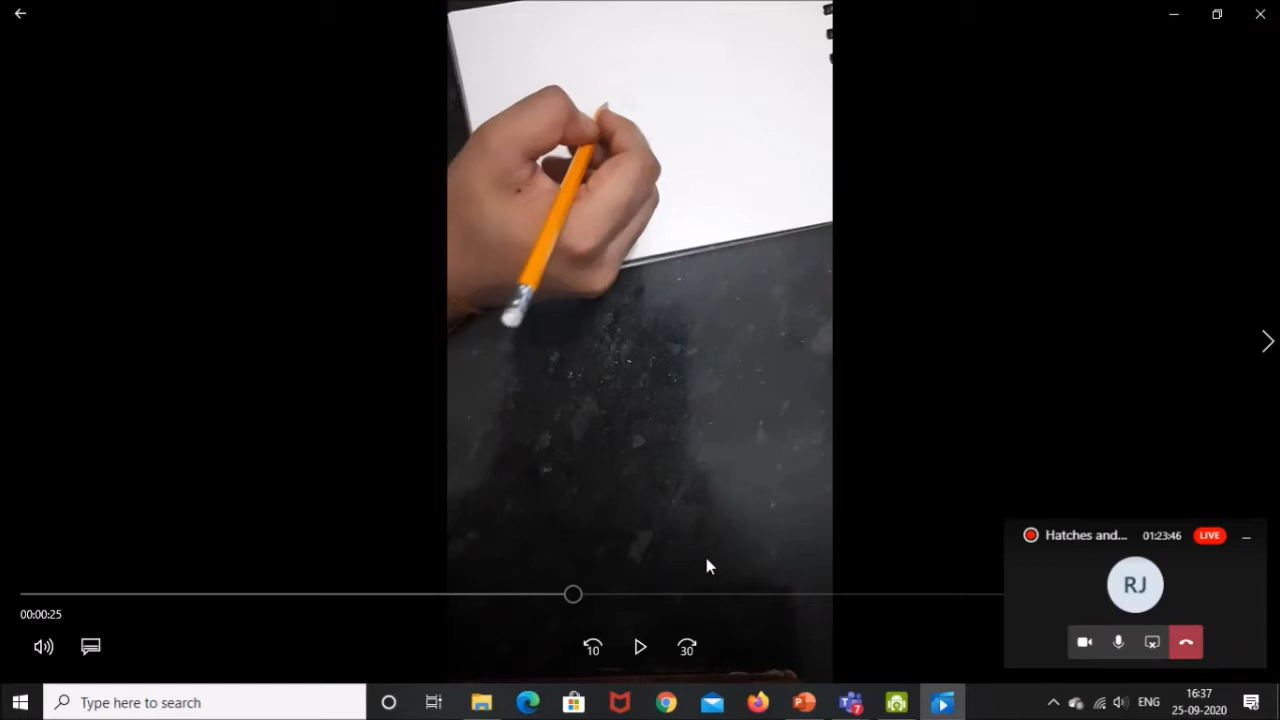 Hatches and... 01:23:46 LIVE
RJ
00:00:25
10
30
Type here to search
7
ENG
16:37
25-09-2020